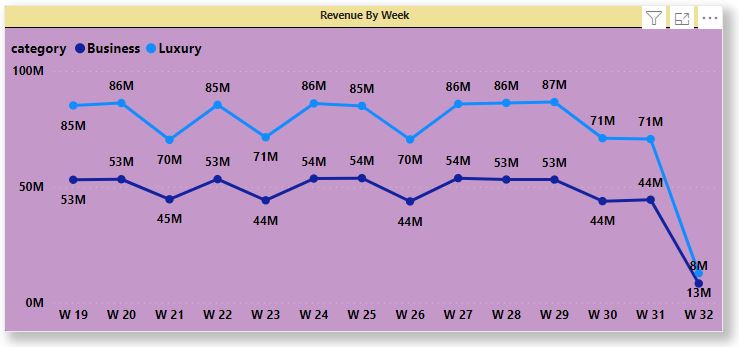 Revenue By Week
category Business Luxury
100M
86M 85M 86M 85M 86M 86M 87M
85M 70M 71M 70M 71M 71M
50M
53M 53M 53M 54M 54M 54M 53M 53M 44M
53M 45M 44M 44M 44M
8M
13M
0M
W 19 W 20 W 21 W 22 W 23 W 24 W 25 W 26 W 27 W 28 W 29 W 30 W 31 W 32